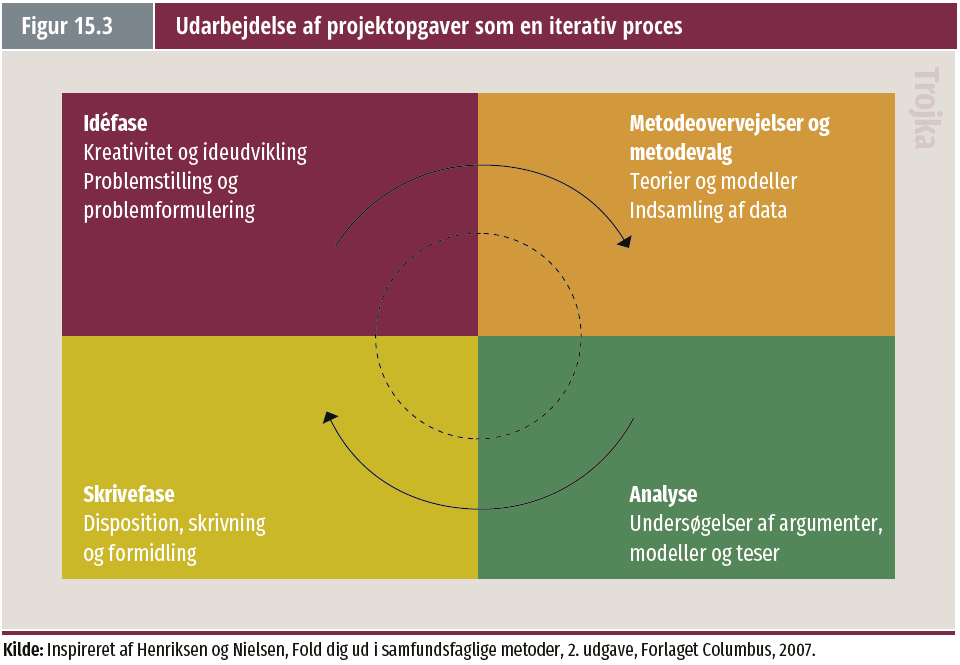 Figur 15.3
Udarbejdelse af projektopgaver som en iterativ proces
Trojka
Idéfase
Kreativitet og ideudvikling
Problemstilling og
problemformulering
Metodeovervejelser og
metodevalg
Teorier og modeller
Indsamling af data
Skrivefase
Disposition, skrivning
og formidling
Analyse
Undersøgelser af argumenter,
modeller og teser
Kilde: Inspireret af Henriksen og Nielsen, Fold dig ud i samfundsfaglige metoder, 2. udgave, Forlaget Columbus, 2007.